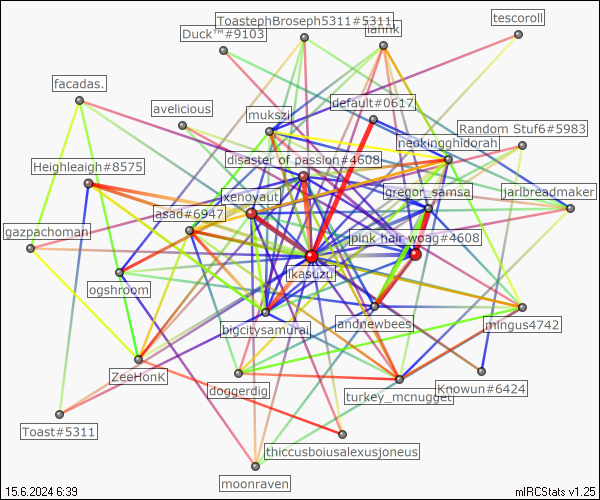 tescoroll
ToastephBroseph5311#5311
iannk
Duck™#9103
facadas.
avelicious
default#0617
mukszi
Random Stuf6#5983
neokingghidorah
disaster of passion#4608
Heighleigh#8575
gregor_samsa
jarlbreadmaker
xenoyaut
asad#6947
gazpachoman
pink hair woag#4608
ikasuzu
ogshroom
bigcitysamurai
andnewbees
mingus4742
ZeeHonk
doggerdig
Knowun#6424
turkey_mcnugget
Toast#5311
thiccusboiusalexusjoneus
moonraven
15.6.2024 6:39
mIRCStats v1.25